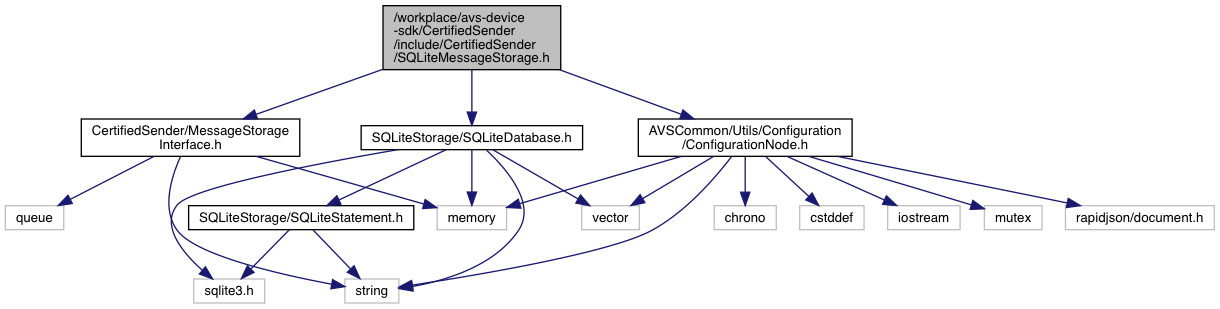 /workplace/avs-device
-sdk/CertifiedSender
/include/CertifiedSender
/SQLiteMessageStorage.h
CertifiedSender/MessageStorage
Interface.h
SQLiteStorage/SQLiteDatabase.h
AVSCommon/Utils/Configuration
/ConfigurationNode.h
queue
SQLiteStorage/SQLiteStatement.h
memory
vector
chrono
cstddef
iostream
mutex
rapidjson/document.h
sqlite3.h
string